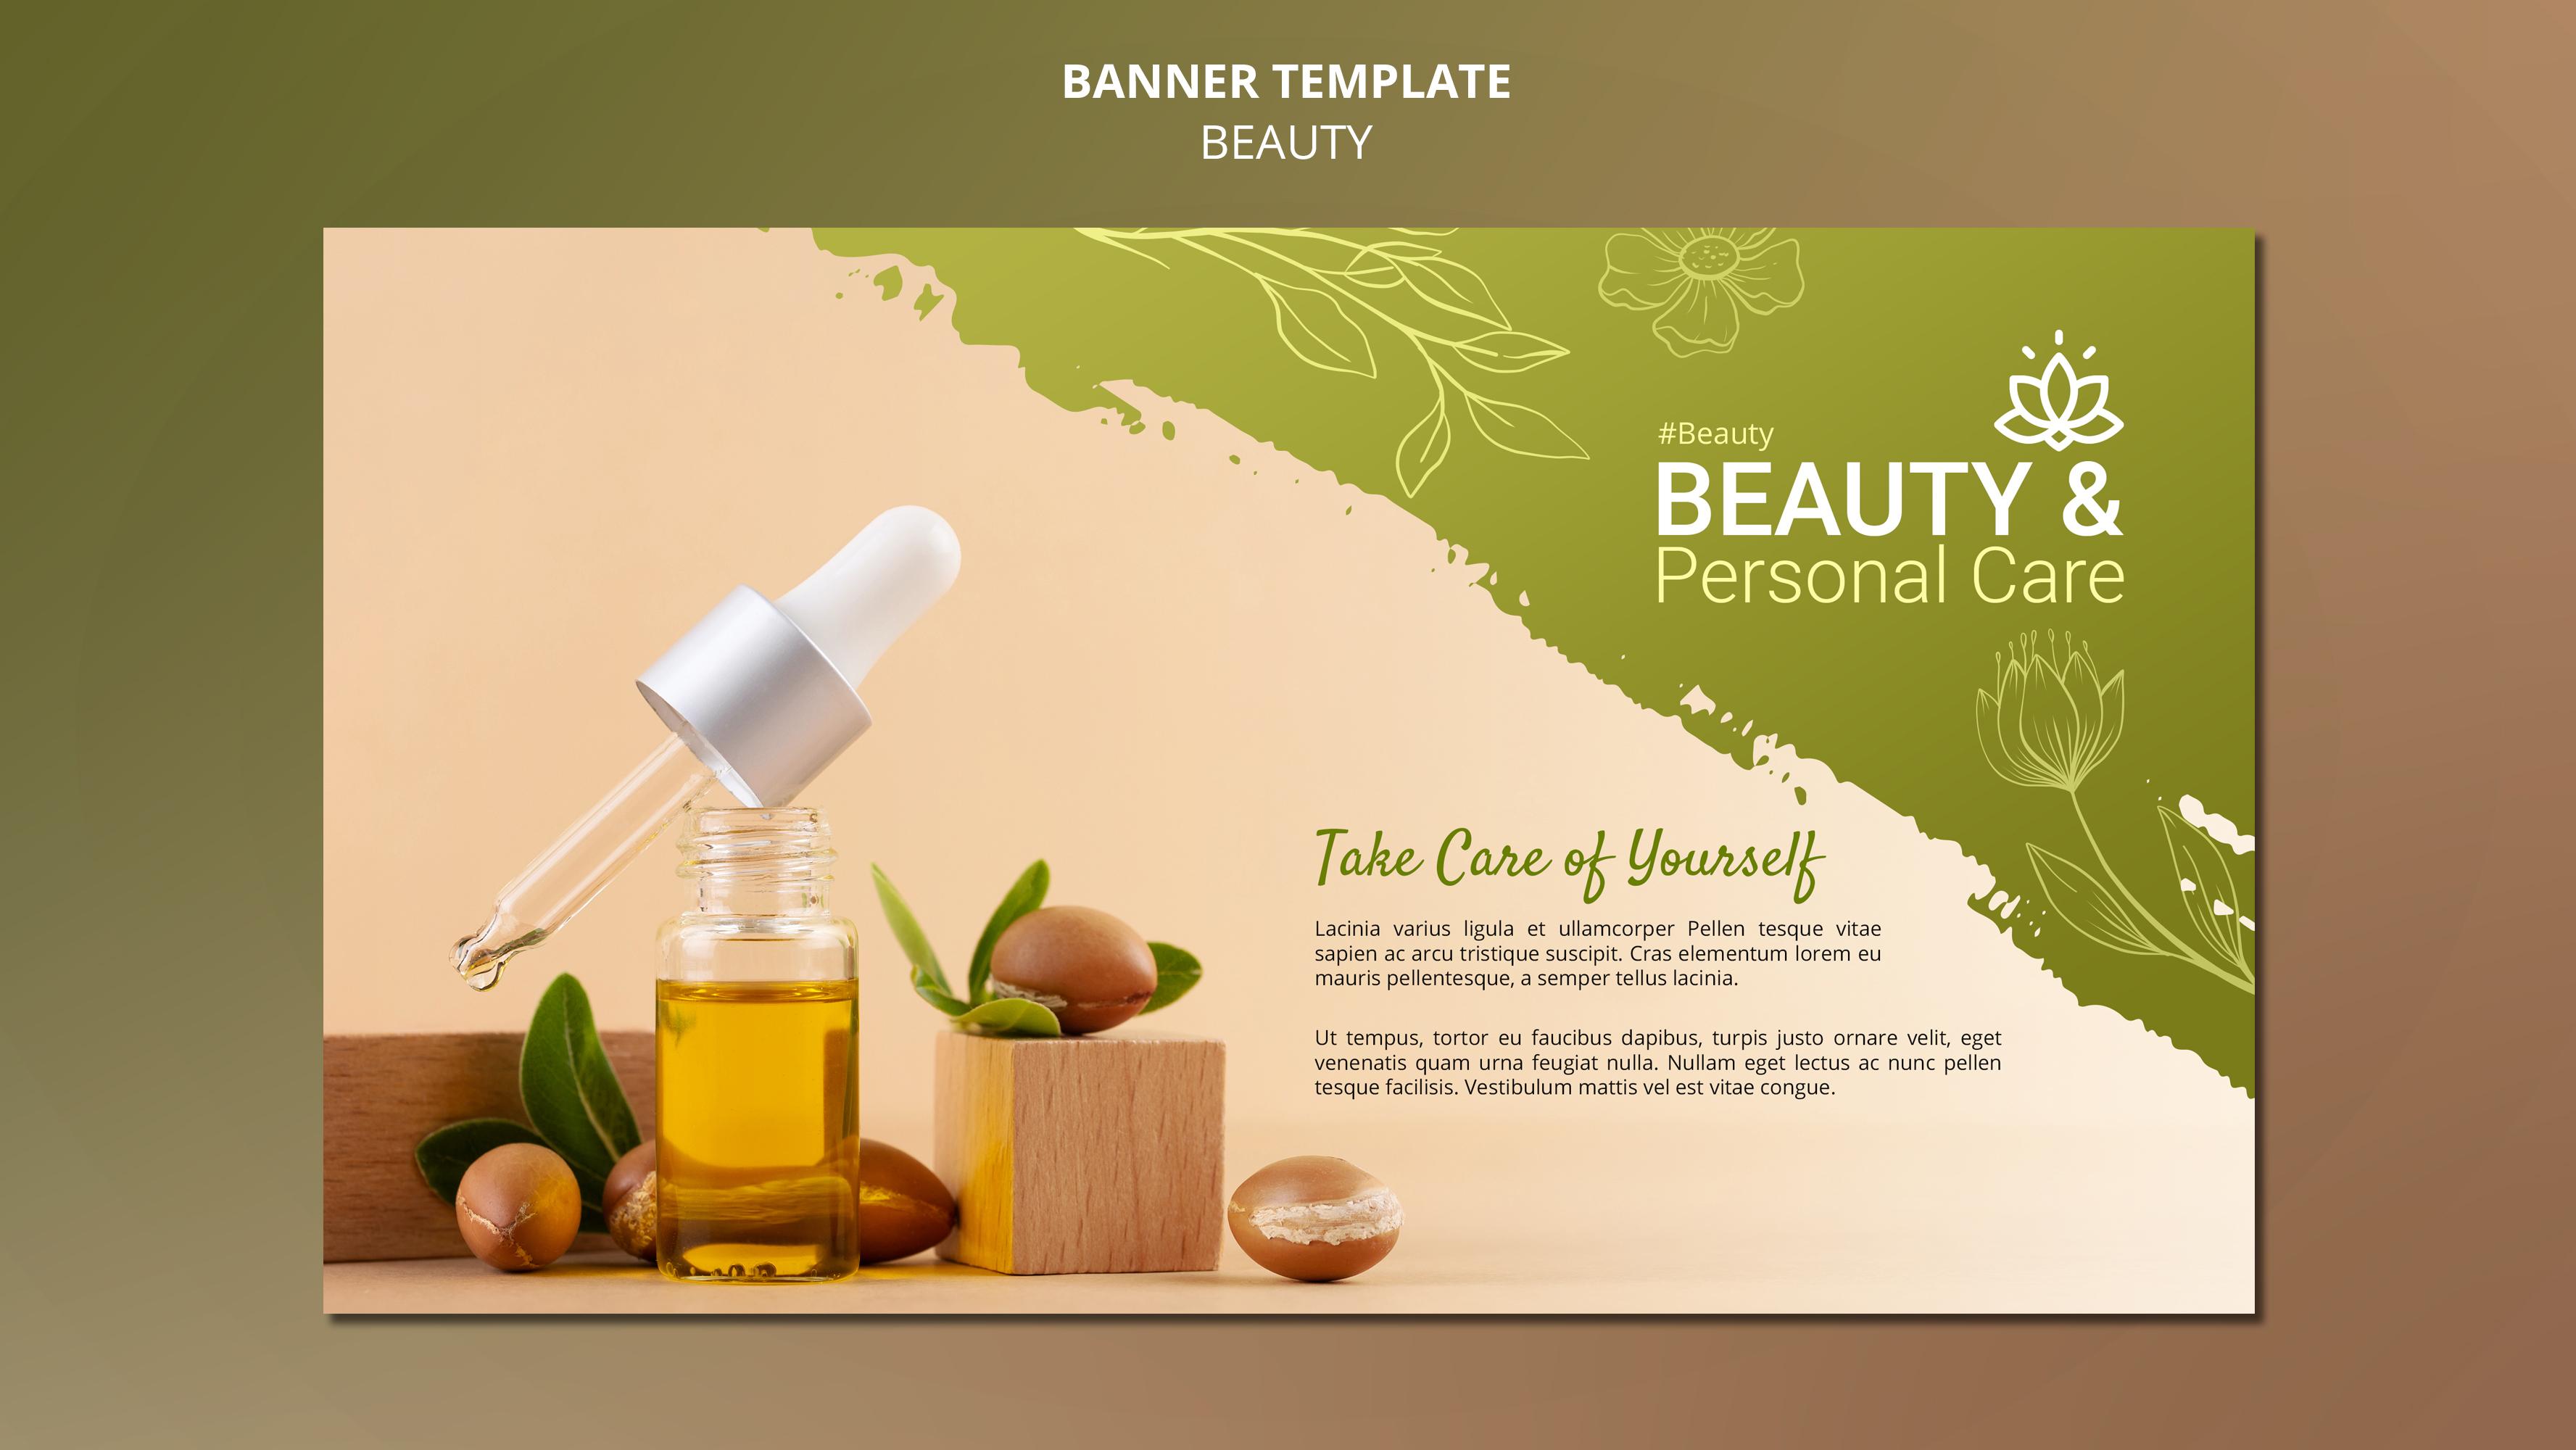 BANNER TEMPLATE
BEAUTY
#Beauty
BEAUTY &
Personal Care
Take Care of Yourself
Lacinia varius ligula et ullamcorper Pellen tesque vitae
sapien ac arcu tristique suscipit. Cras elementum lorem eu
mauris pellentesque, a semper tellus lacinia.
Ut tempus, tortor eu faucibus dapibus, turpis justo ornare velit, eget
venenatis quam urna feugiat nulla. Nullam eget lectus ac nunc pellen
tesque facilisis. Vestibulum mattis vel est vitae congue.